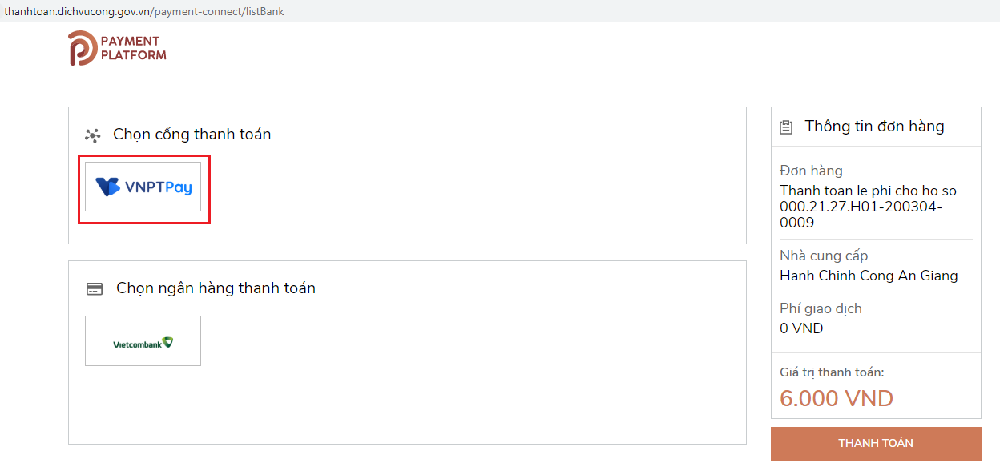 thanhtoan.dichvucong.gov.vn/payment-connect/listBank
PAYMENT
PLATFORM
Chọn cổng thanh toán
VNPTPay
Chọn ngân hàng thanh toán
Vietcombank
Thông tin đơn hàng
Đơn hàng
Thanh toan le phi cho ho so
000.21.27.H01-200304-
0009
Nhà cung cấp
Hanh Chinh Cong An Giang
Phí giao dịch
0 VND
Giá trị thanh toán:
6.000 VND
THANH TOÁN